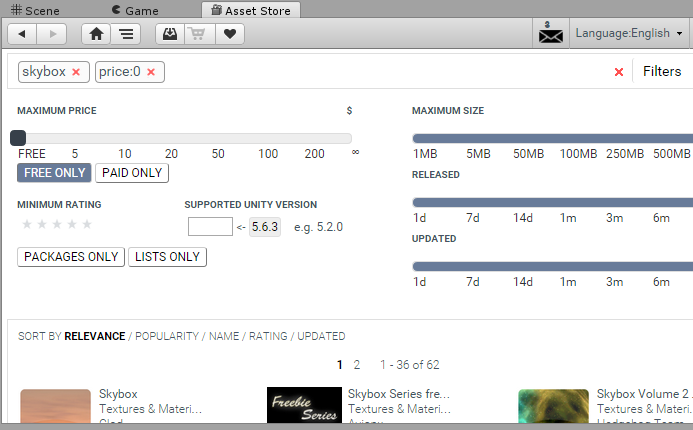 Scene Game Asset Store
3
Language:English
skybox × price:0 × × Filters
MAXIMUM PRICE $ MAXIMUM SIZE
FREE 5 10 20 50 100 200 ∞ 1MB 5MB 50MB 100MB 250MB 500MB
FREE ONLY PAID ONLY RELEASED
MINIMUM RATING SUPPORTED UNITY VERSION
1d 7d 14d 1m 3m 6m
<- 5.6.3 e.g. 5.2.0
UPDATED
PACKAGES ONLY LISTS ONLY
1d 7d 14d 1m 3m 6m
SORT BY RELEVANCE / POPULARITY / NAME / RATING / UPDATED
1 2 1 - 36 of 62
Skybox Freebie Series Skybox Series fre... Skybox Volume 2
Textures & Materi... Textures & Materi... Textures & Materi...